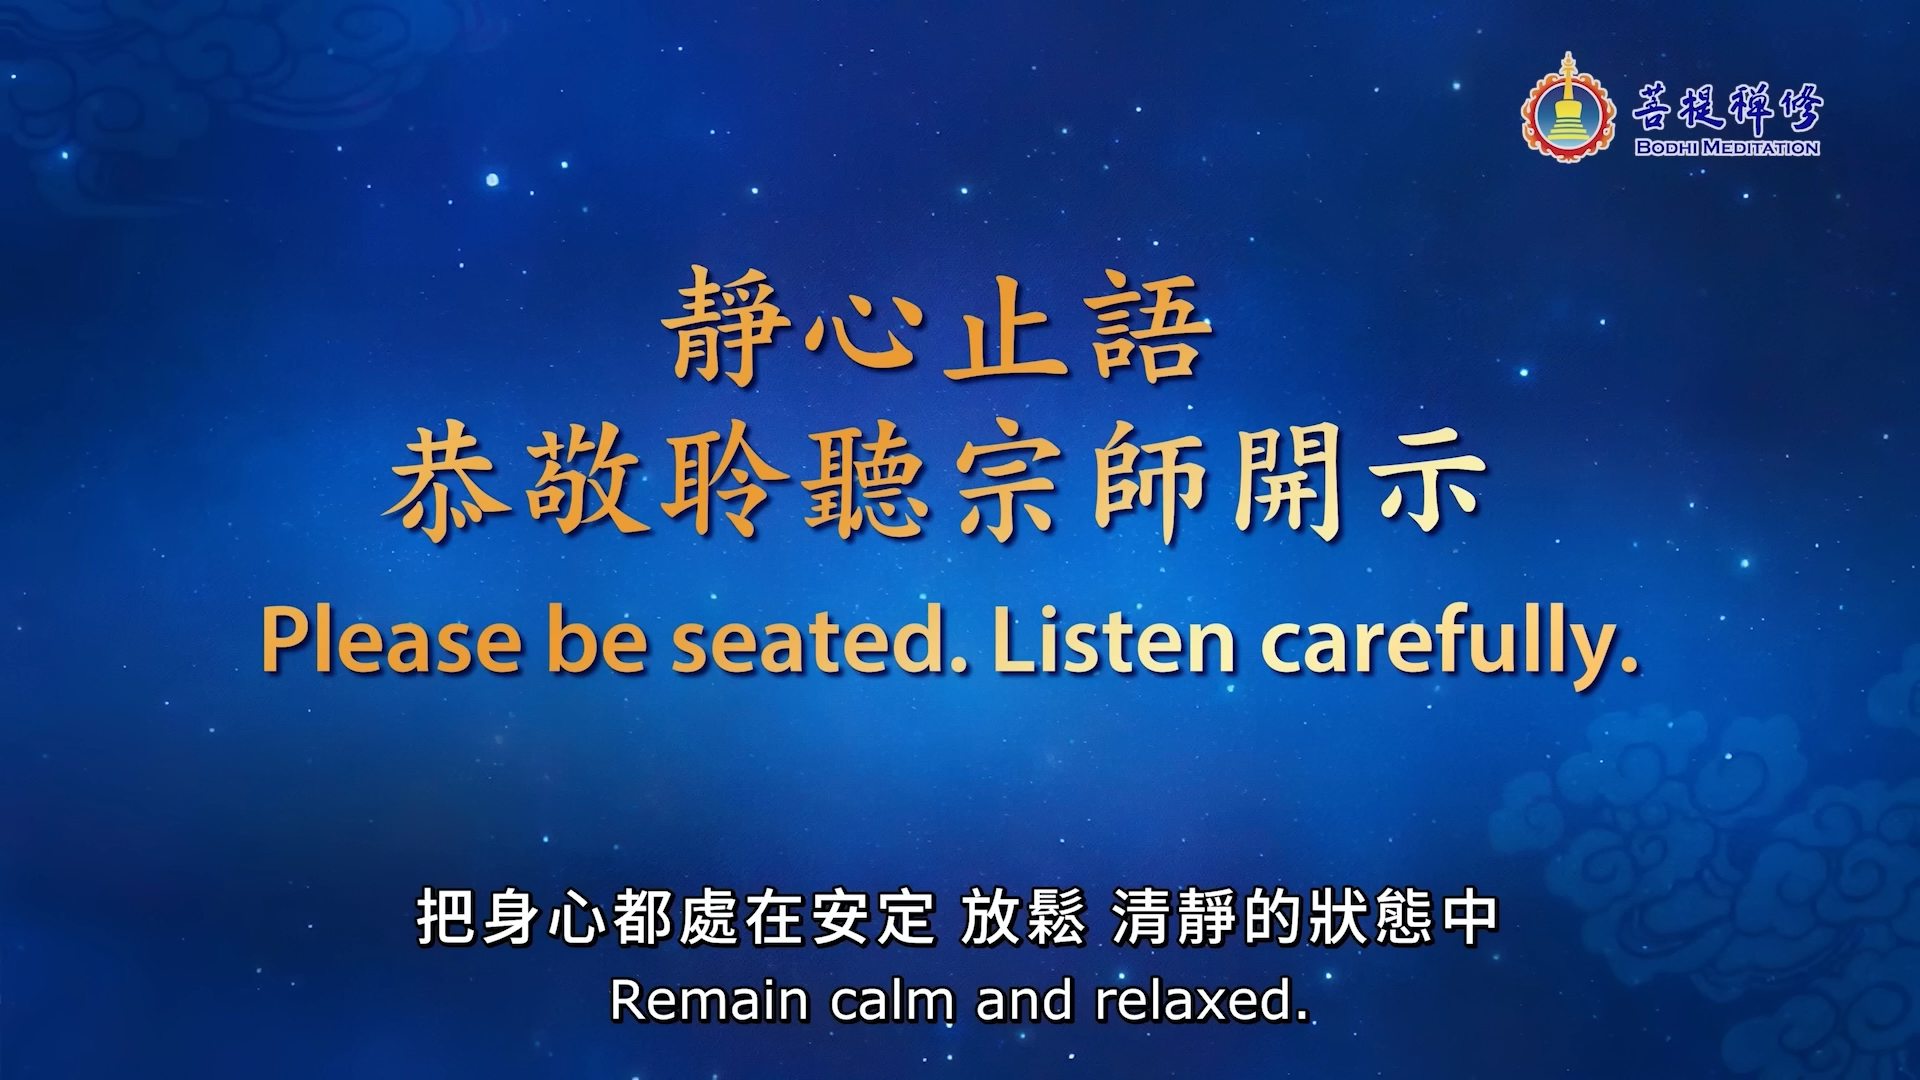 菩提禪修
BODHI MEDITATION
靜心止語
恭敬聆聽宗師開示
Please be seated. Listen carefully.
把身心都處在安定 放鬆 清靜的狀態中
Remain calm and relaxed.